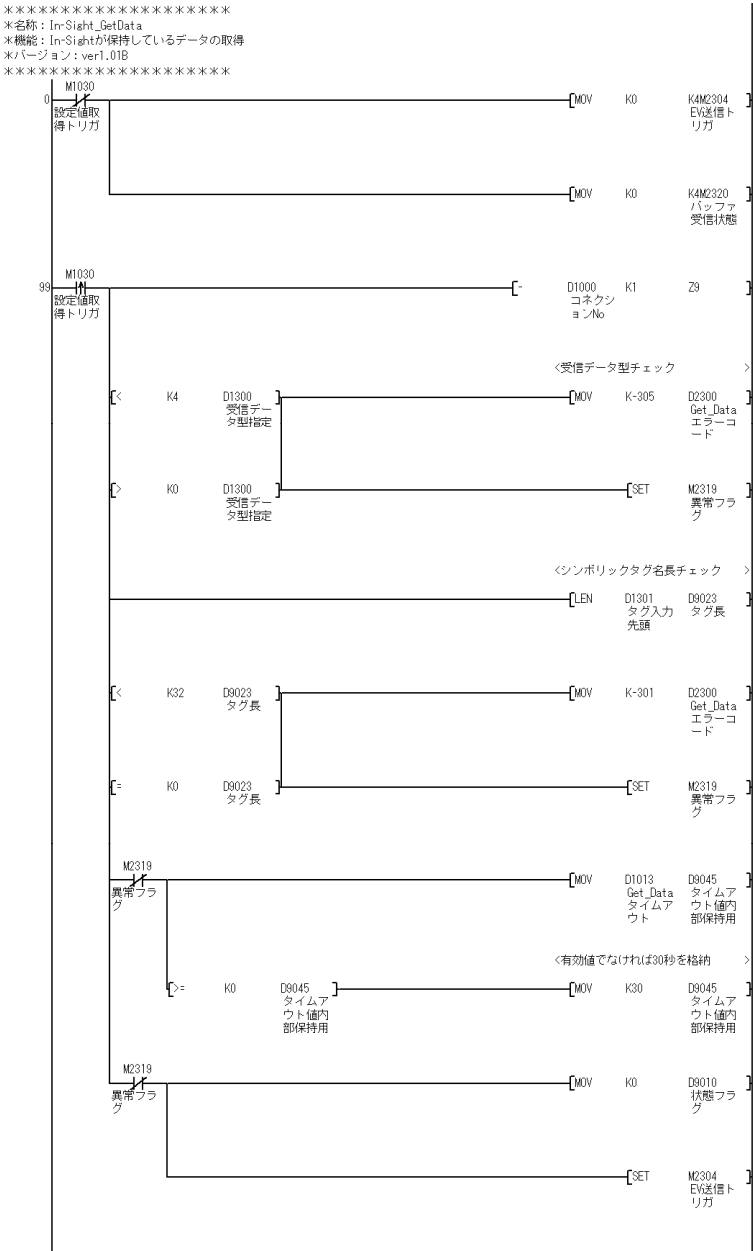 ＊＊＊＊＊＊＊＊＊＊＊＊＊＊＊＊＊＊＊＊
＊名称：In-Sight_GetData
＊機能：In-Sightが保持しているデータの取得
＊バージョン：ver1.01B
＊＊＊＊＊＊＊＊＊＊＊＊＊＊＊＊＊＊＊＊
M1030
0 MOV K0 K4M2304
設定値取 EV送信ト
得トリガ リガ
MOV K0 K4M2320
バッファ
受信状態
M1030
99 - D1000 K1 Z9
設定値取 コネクシ
得トリガ ョンNo
<受信データ型チェック >
< K4 D1300 MOV K-305 D2300
受信デー Get_Data
タ型指定 エラーコ
ード
> K0 D1300 SET M2319
受信デー 異常フラ
タ型指定 グ
<シンボリックタグ名長チェック >
LEN D1301 D9023
タグ入力 タグ長
先頭
< K32 D9023 MOV K-301 D2300
タグ長 Get_Data
エラーコ
ード
= K0 D9023 SET M2319
タグ長 異常フラ
グ
M2319
MOV D1013 D9045
異常フラ Get_Data タイムア
グ タイムア ウト値内
ウト 部保持用
<有効値でなければ30秒を格納 >
>= K0 D9045 MOV K30 D9045
タイムア タイムア
ウト値内 ウト値内
部保持用 部保持用
M2319
MOV K0 D9010
異常フラ 状態フラ
グ グ
SET M2304
EV送信ト
リガ